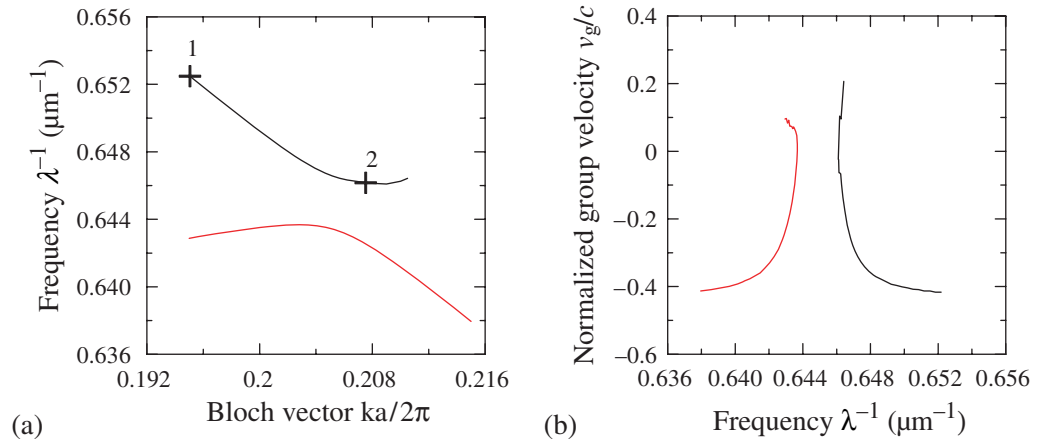 0.656
0.652
0.648
0.644
0.640
0.636
Frequency λ⁻¹ (μm⁻¹)
1
2
0.192 0.2 0.208 0.216
Bloch vector ka/2π
(a)
0.4
0.2
0
−0.2
−0.4
−0.6
Normalized group velocity vg/c
0.636 0.640 0.644 0.648 0.652 0.656
Frequency λ⁻¹ (μm⁻¹)
(b)